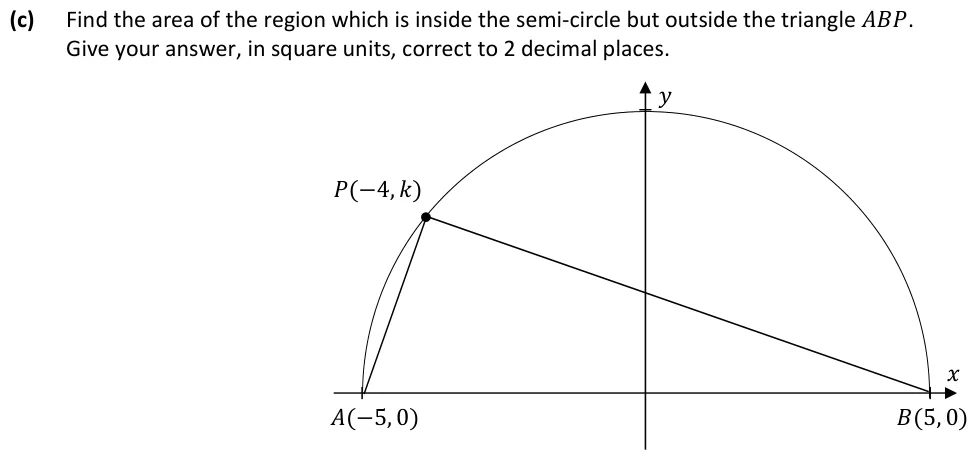 (c) Find the area of the region which is inside the semi-circle but outside the triangle ABP.
Give your answer, in square units, correct to 2 decimal places.
y
P(−4, k)
x
A(−5, 0)
B(5, 0)